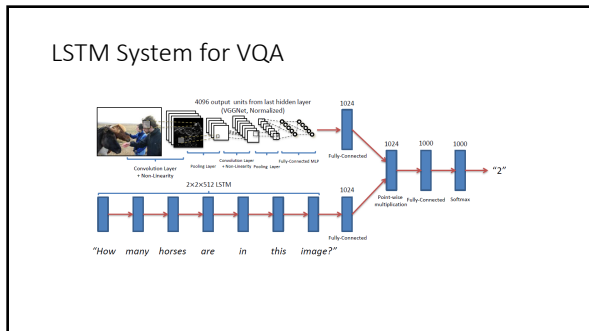 LSTM System for VQA
4096 output units from last hidden layer
(VGGNet, Normalized)
1024
Convolution Layer
+ Non-Linearity
Pooling Layer
Convolution Layer
+ Non-Linearity
Pooling Layer
Fully-Connected MLP
Fully-Connected
1024
1000
1000
"2"
Point-wise
multiplication
Fully-Connected
Softmax
2×2×512 LSTM
1024
Fully-Connected
"How many horses are in this image?"